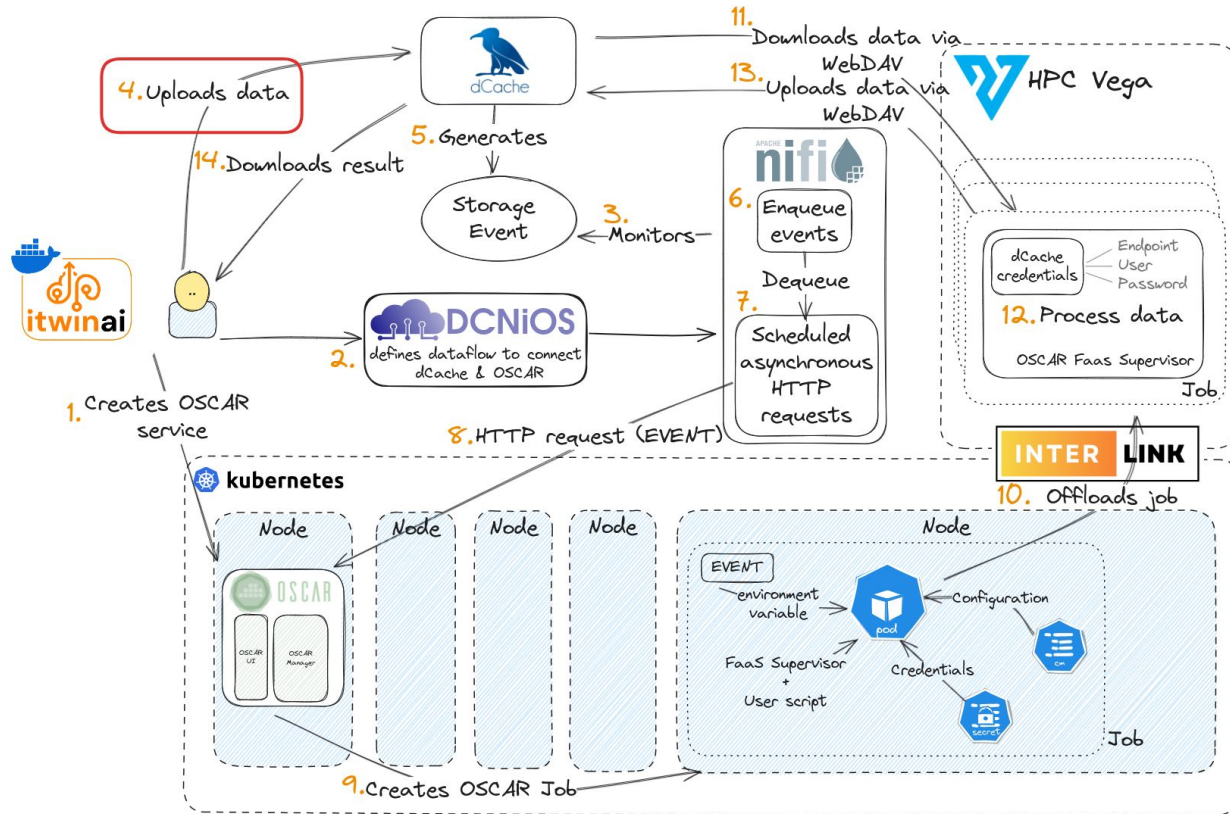 11.
Downloads data via
WebDAV
13.
Uploads data via
WebDAV
HPC Vega
dCache
4. Uploads data
5. Generates
14. Downloads result
APACHE
nifi
6.
Enqueue
events
Storage
Event
3.
Monitors
Dequeue
7.
Scheduled
asynchronous
HTTP
requests
dCache
credentials
Endpoint
User
Password
12. Process data
OSCAR FaaS Supervisor
Job
itwinai
2.
DCNiOS
defines dataflow to connect
dCache & OSCAR
1. Creates OSCAR
service
8. HTTP request (EVENT)
INTER LINK
10. Offloads job
kubernetes
Node
Node
Node
Node
Node
OSCAR
OSCAR
UI
OSCAR
Manager
EVENT
environment
variable
pod
Configuration
cm
FaaS Supervisor
+
User script
Credentials
secret
Job
9. Creates OSCAR Job